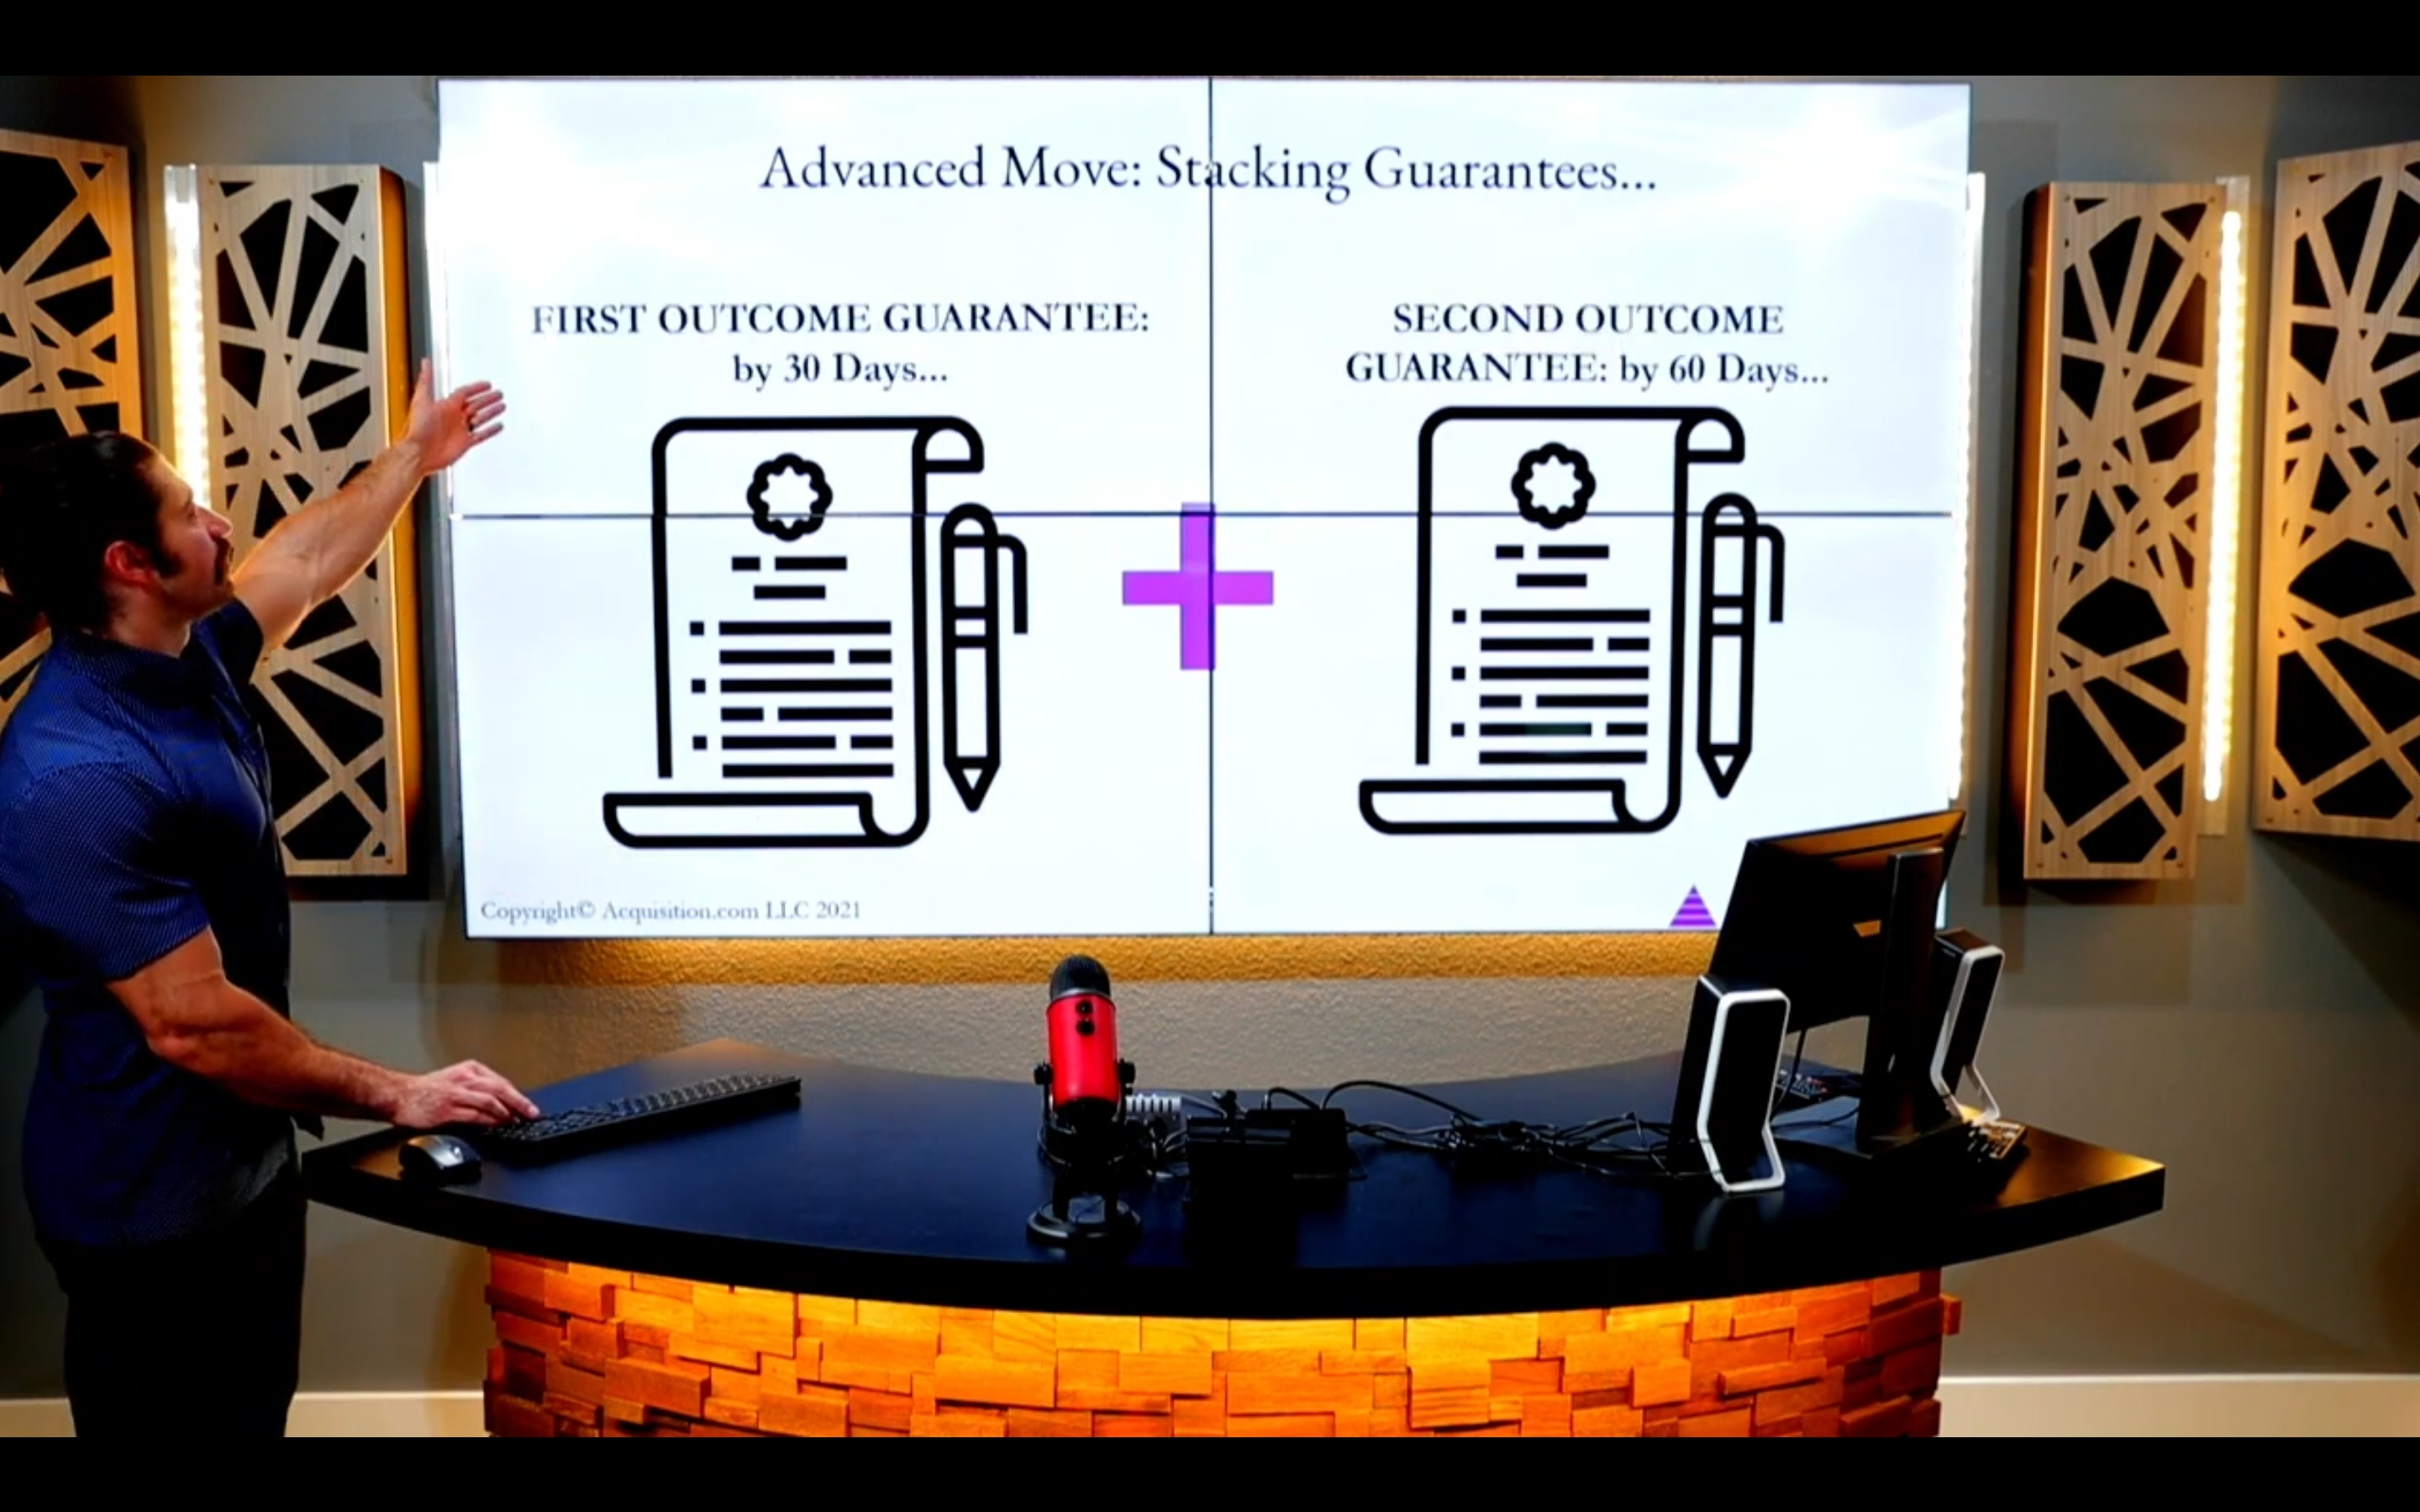 Advanced Move: Stacking Guarantees...
FIRST OUTCOME GUARANTEE:
by 30 Days...
SECOND OUTCOME
GUARANTEE: by 60 Days...
Copyright© Acquisition.com LLC 2021